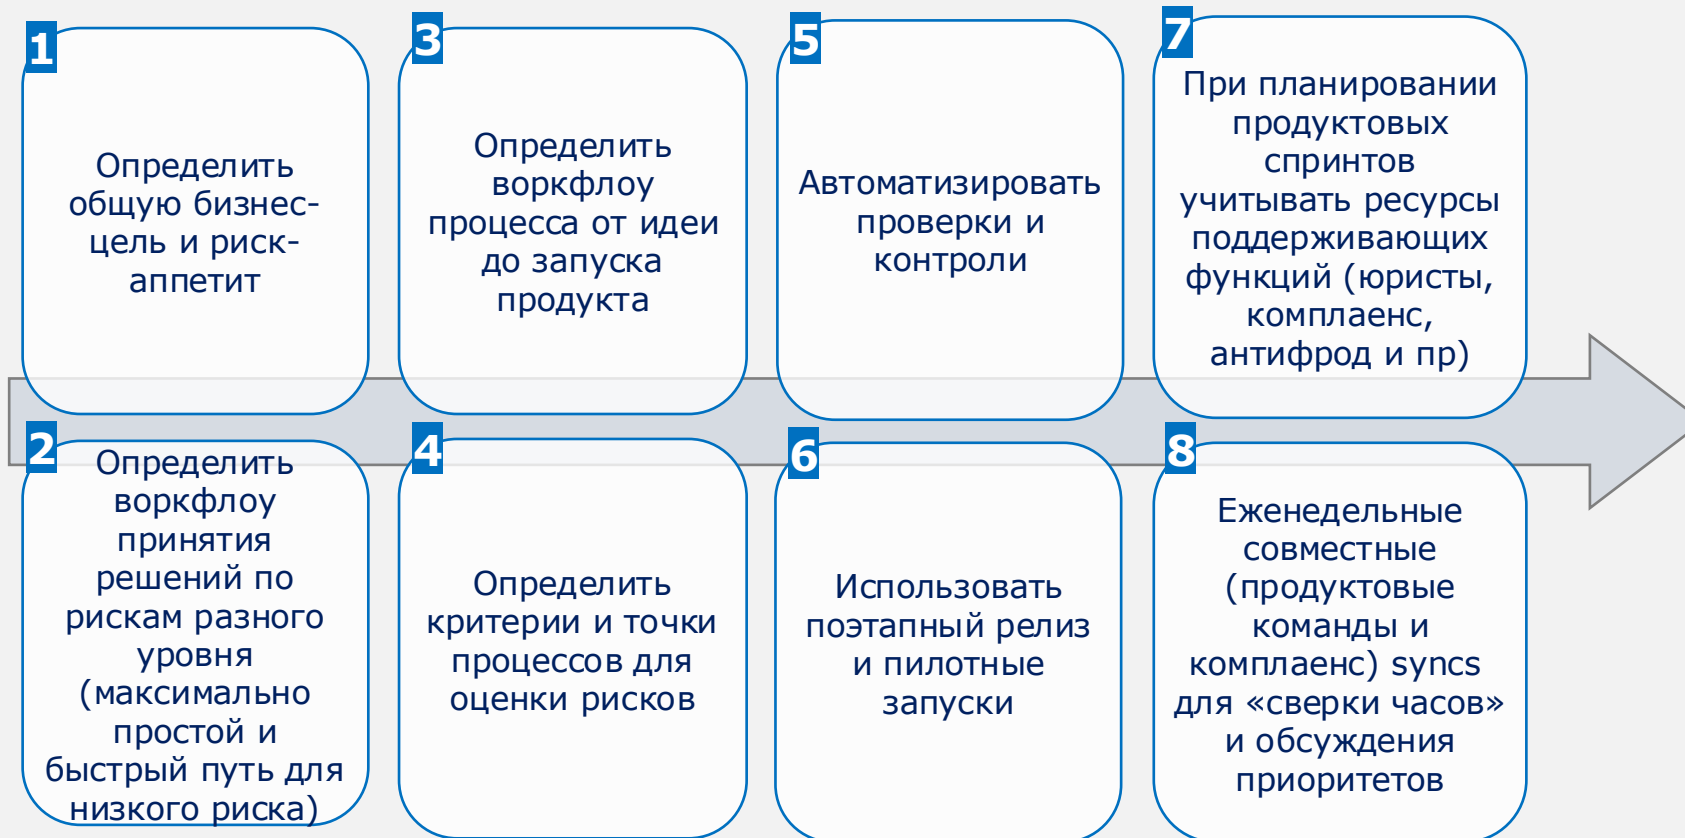 1
Определить
общую бизнес-
цель и риск-
аппетит
2
Определить
воркфлоу
принятия
решений по
рискам разного
уровня
(максимально
простой и
быстрый путь для
низкого риска)
3
Определить
воркфлоу
процесса от идеи
до запуска
продукта
4
Определить
критерии и точки
процессов для
оценки рисков
5
Автоматизировать
проверки и
контроли
6
Использовать
поэтапный релиз
и пилотные
запуски
7
При планировании
продуктовых
спринтов
учитывать ресурсы
поддерживающих
функций (юристы,
комплаенс,
антифрод и пр)
8
Еженедельные
совместные
(продуктовые
команды и
комплаенс) syncs
для «сверки часов»
и обсуждения
приоритетов